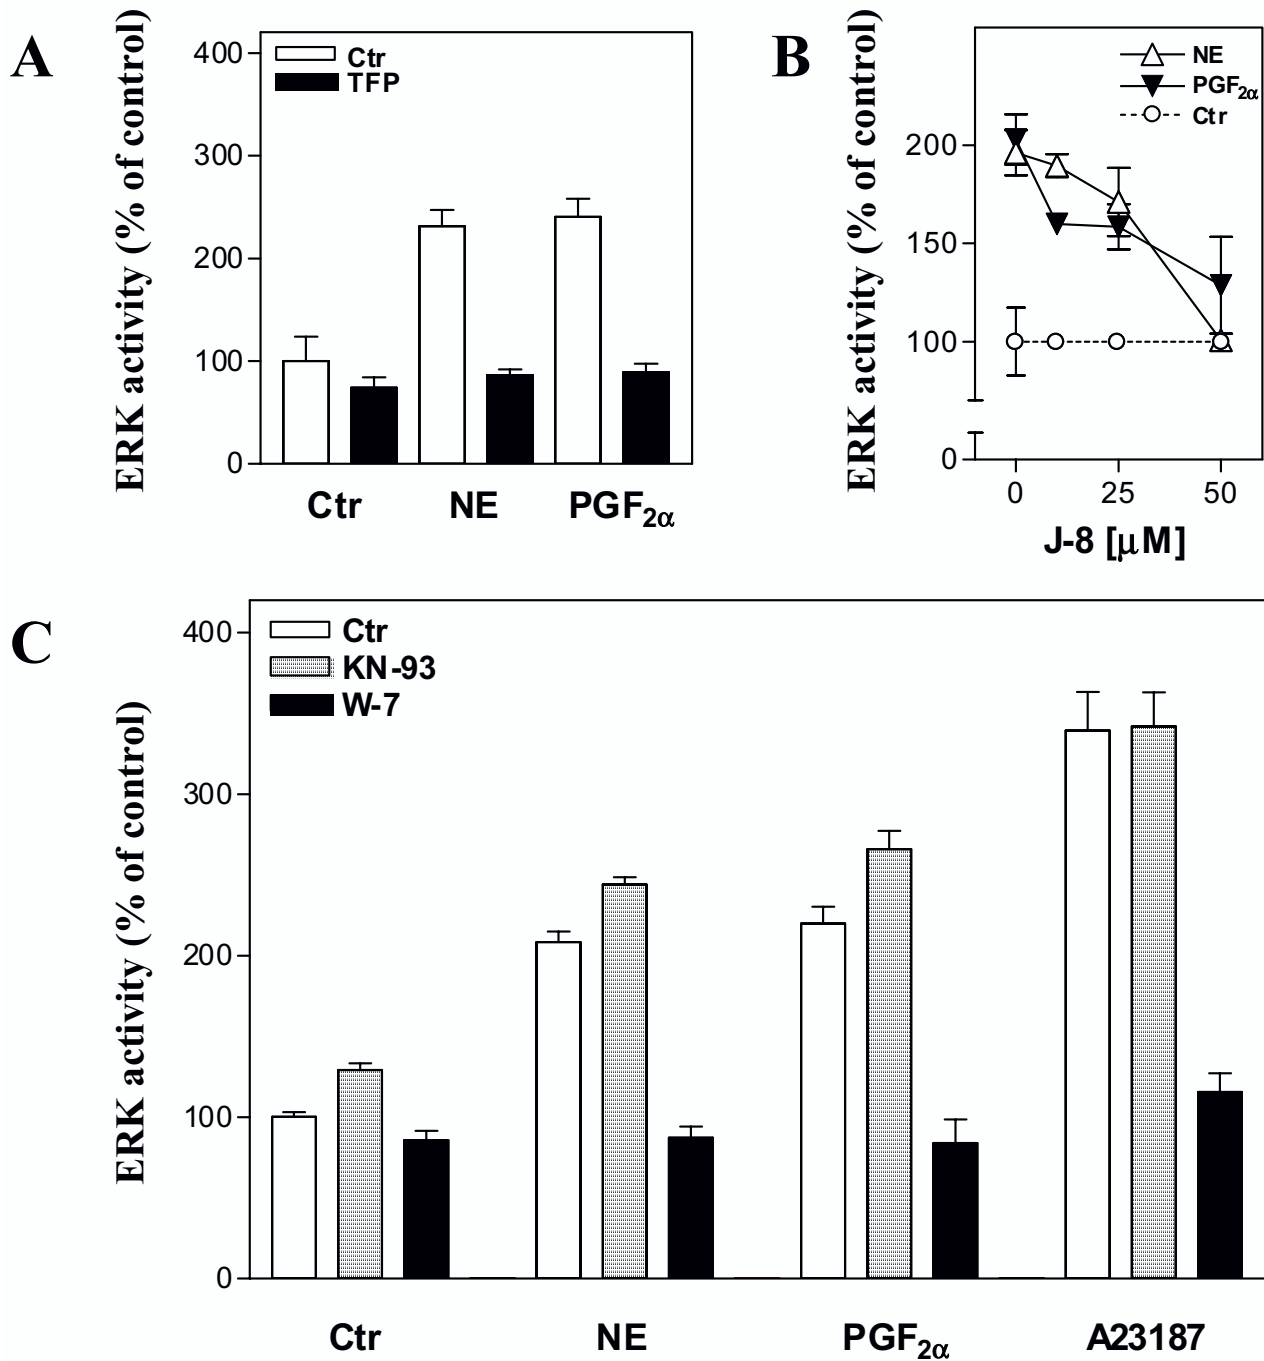 A
ERK activity (% of control)
400
300
200
100
0
Ctr
TFP
Ctr
NE
PGF2α
B
ERK activity (% of control)
200
150
100
0
NE
PGF2α
Ctr
0
25
50
J-8 [μM]
C
ERK activity (% of control)
400
300
200
100
0
Ctr
KN-93
W-7
Ctr
NE
PGF2α
A23187